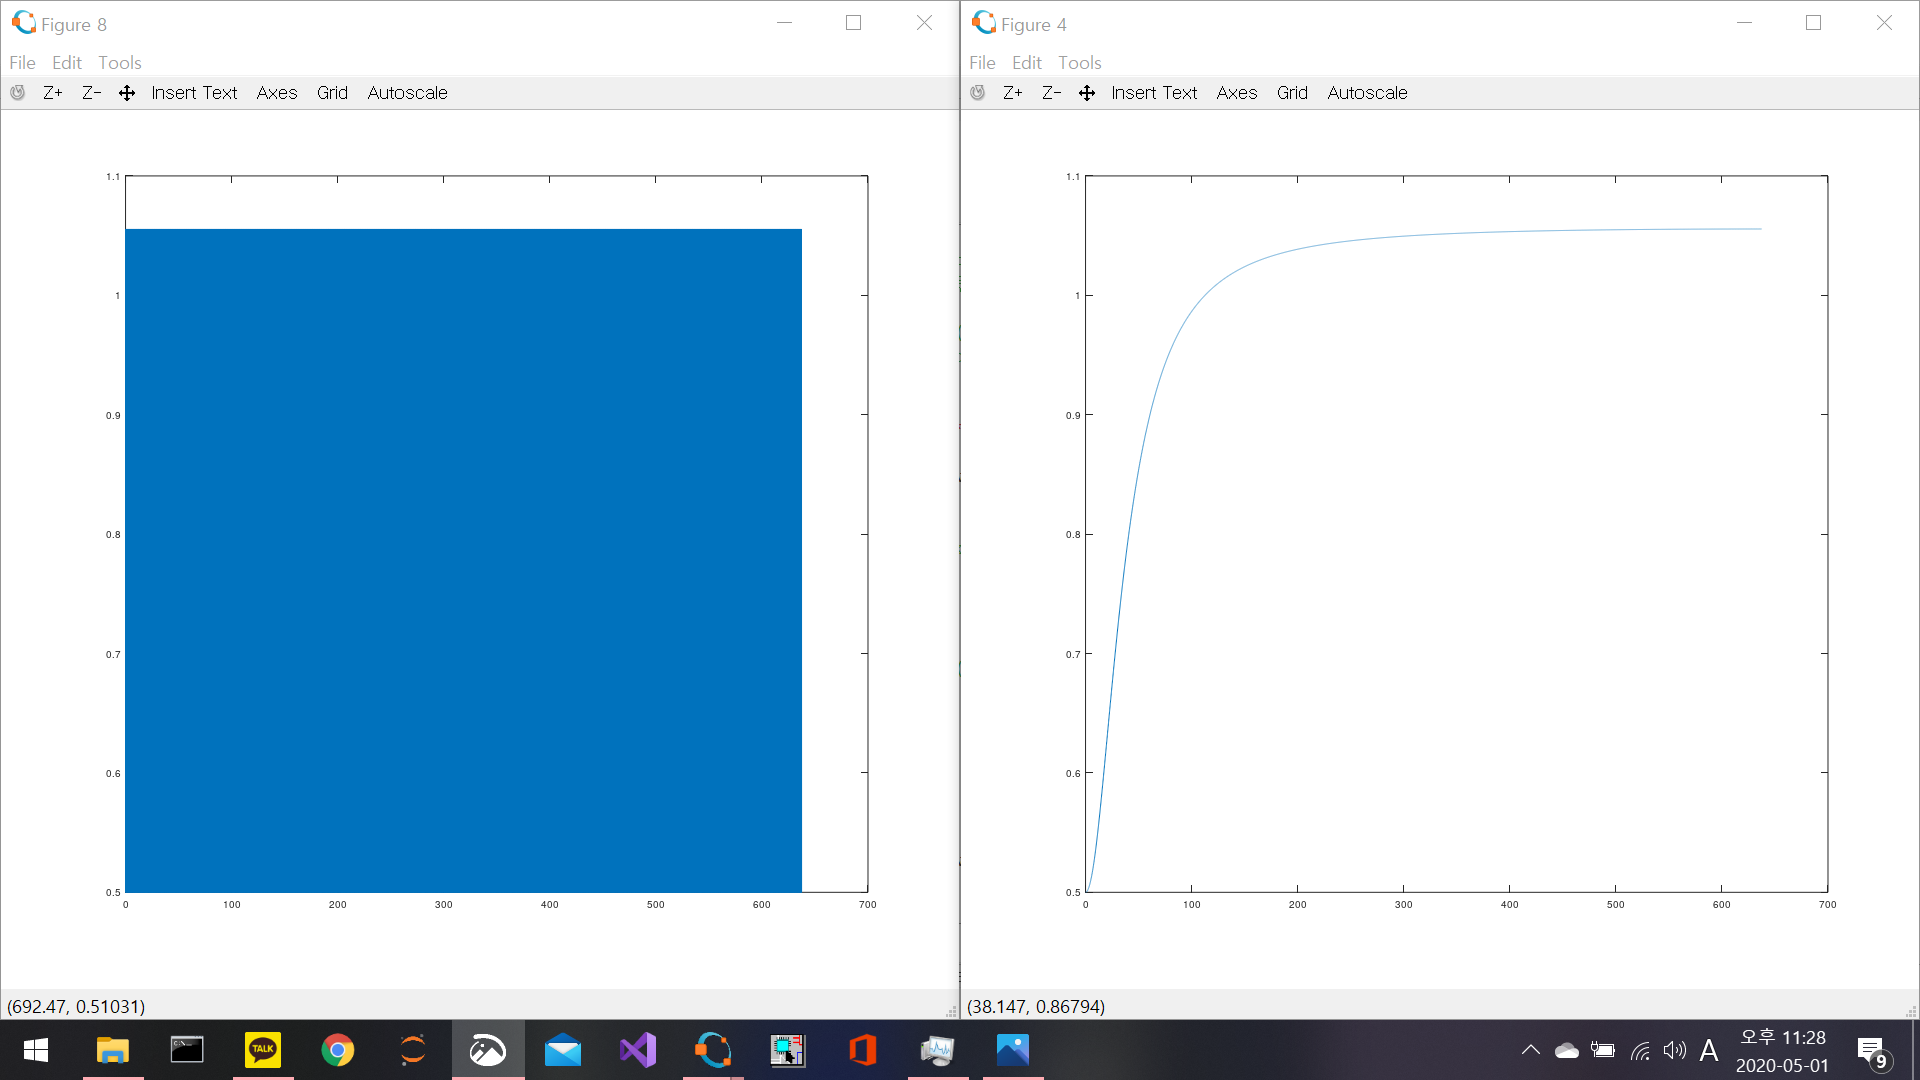 Figure 8
File Edit Tools
Z+ Z- Insert Text Axes Grid Autoscale
1.1
1
0.9
0.8
0.7
0.6
0.5
0 100 200 300 400 500 600 700
(692.47, 0.51031)
Figure 4
File Edit Tools
Z+ Z- Insert Text Axes Grid Autoscale
1.1
1
0.9
0.8
0.7
0.6
0.5
0 100 200 300 400 500 600 700
(38.147, 0.86794)
C:\_
TALK
A
오후 11:28
2020-05-01
9